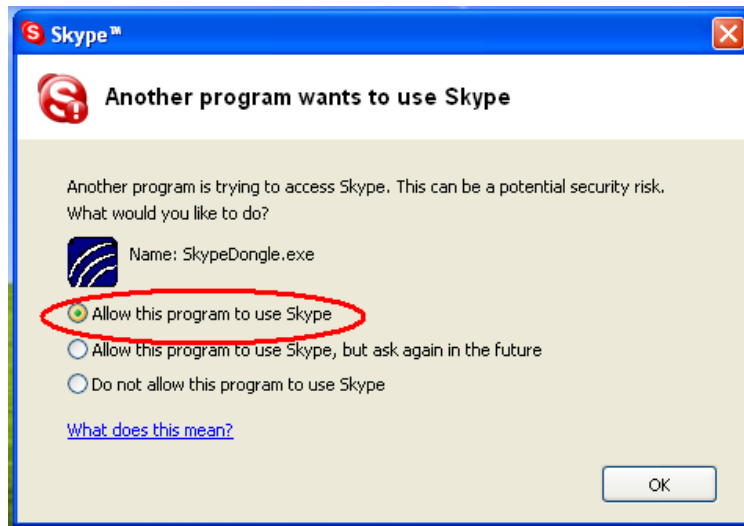 Skype™
Another program wants to use Skype
Another program is trying to access Skype. This can be a potential security risk.
What would you like to do?
Name: SkypeDongle.exe
Allow this program to use Skype
Allow this program to use Skype, but ask again in the future
Do not allow this program to use Skype
What does this mean?
OK